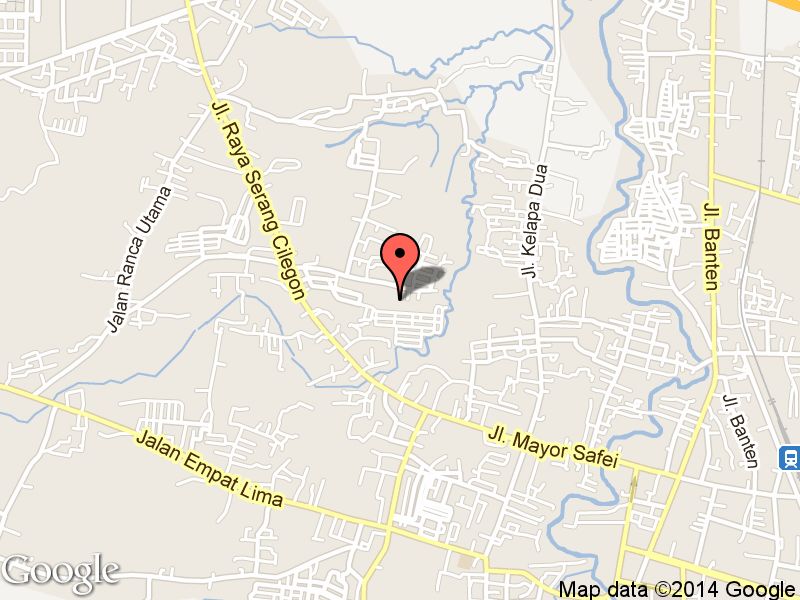 Jl. Raya Serang Cilegon
Jl. Kelapa Dua
Jalan Ranca Utama
Jl. Banten
Jl. Banten
Jl. Mayor Safei
Jalan Empat Lima
Google
Map data ©2014 Google